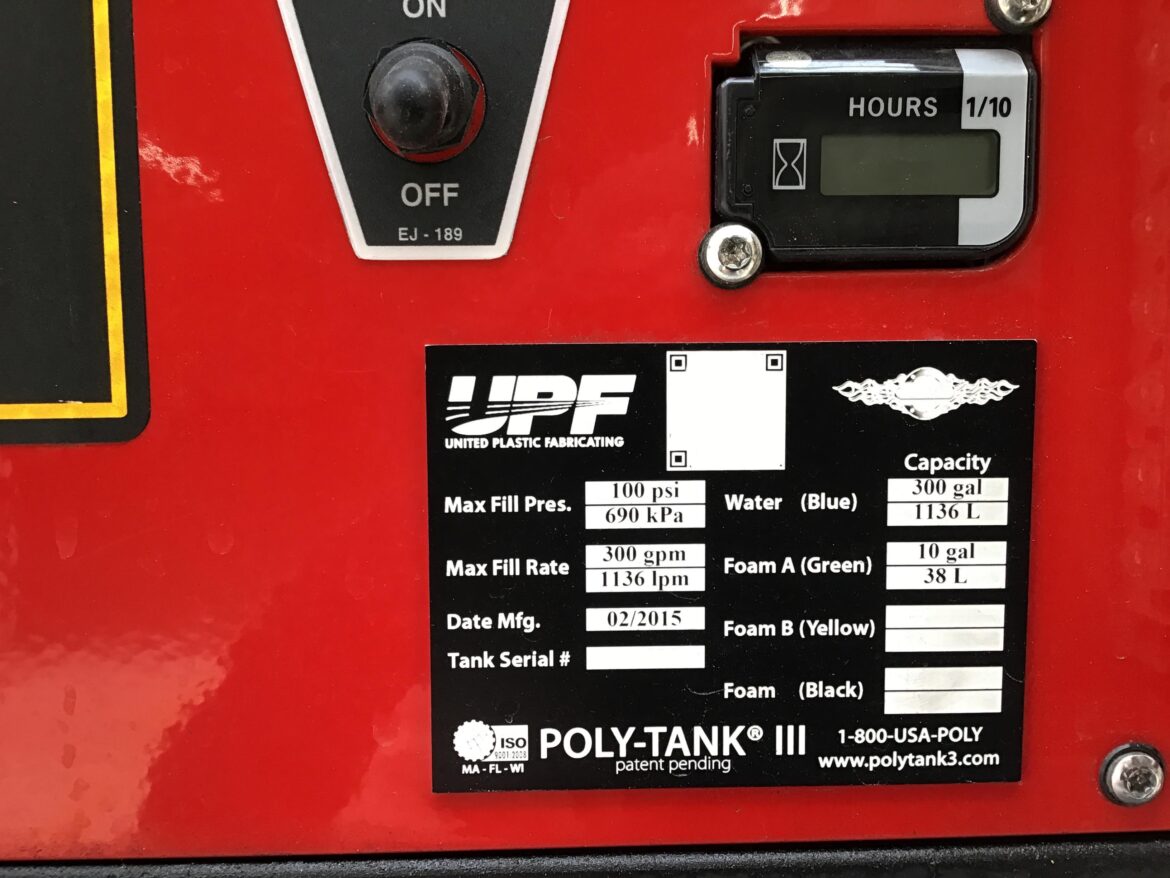 ON
OFF
EJ - 189
HOURS 1/10
UPF
UNITED PLASTIC FABRICATING
Capacity
Max Fill Pres. 100 psi
690 kPa
Water (Blue) 300 gal
1136 L
Max Fill Rate 300 gpm
1136 lpm
Foam A (Green) 10 gal
38 L
Date Mfg. 02/2015
Foam B (Yellow)
Tank Serial #
Foam (Black)
ISO
9001:2008
MA - FL - WI
POLY-TANK® III
patent pending
1-800-USA-POLY
www.polytank3.com